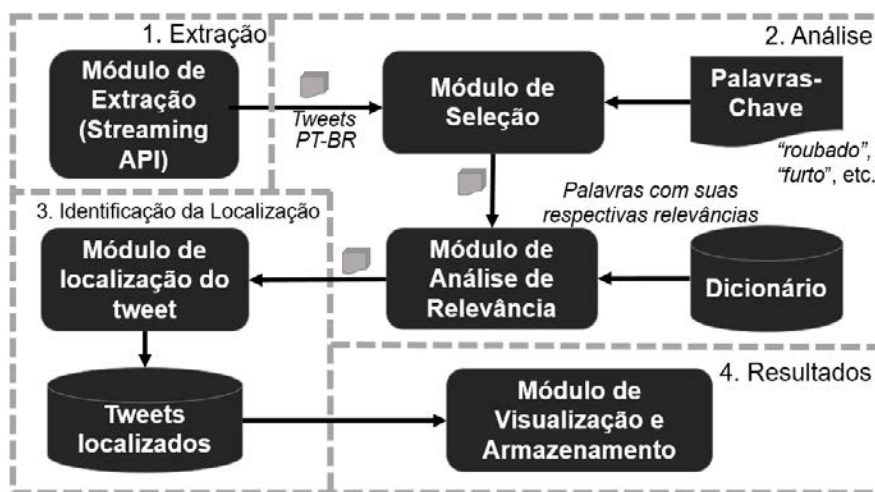 1. Extração
Módulo de
Extração
(Streaming
API)
Tweets
PT-BR
2. Análise
Módulo de
Seleção
Palavras-
Chave
“roubado”,
“furto”, etc.
Palavras com suas
respectivas relevâncias
Módulo de
Análise de
Relevância
Dicionário
3. Identificação da Localização
Módulo de
localização do
tweet
Tweets
localizados
4. Resultados
Módulo de
Visualização e
Armazenamento